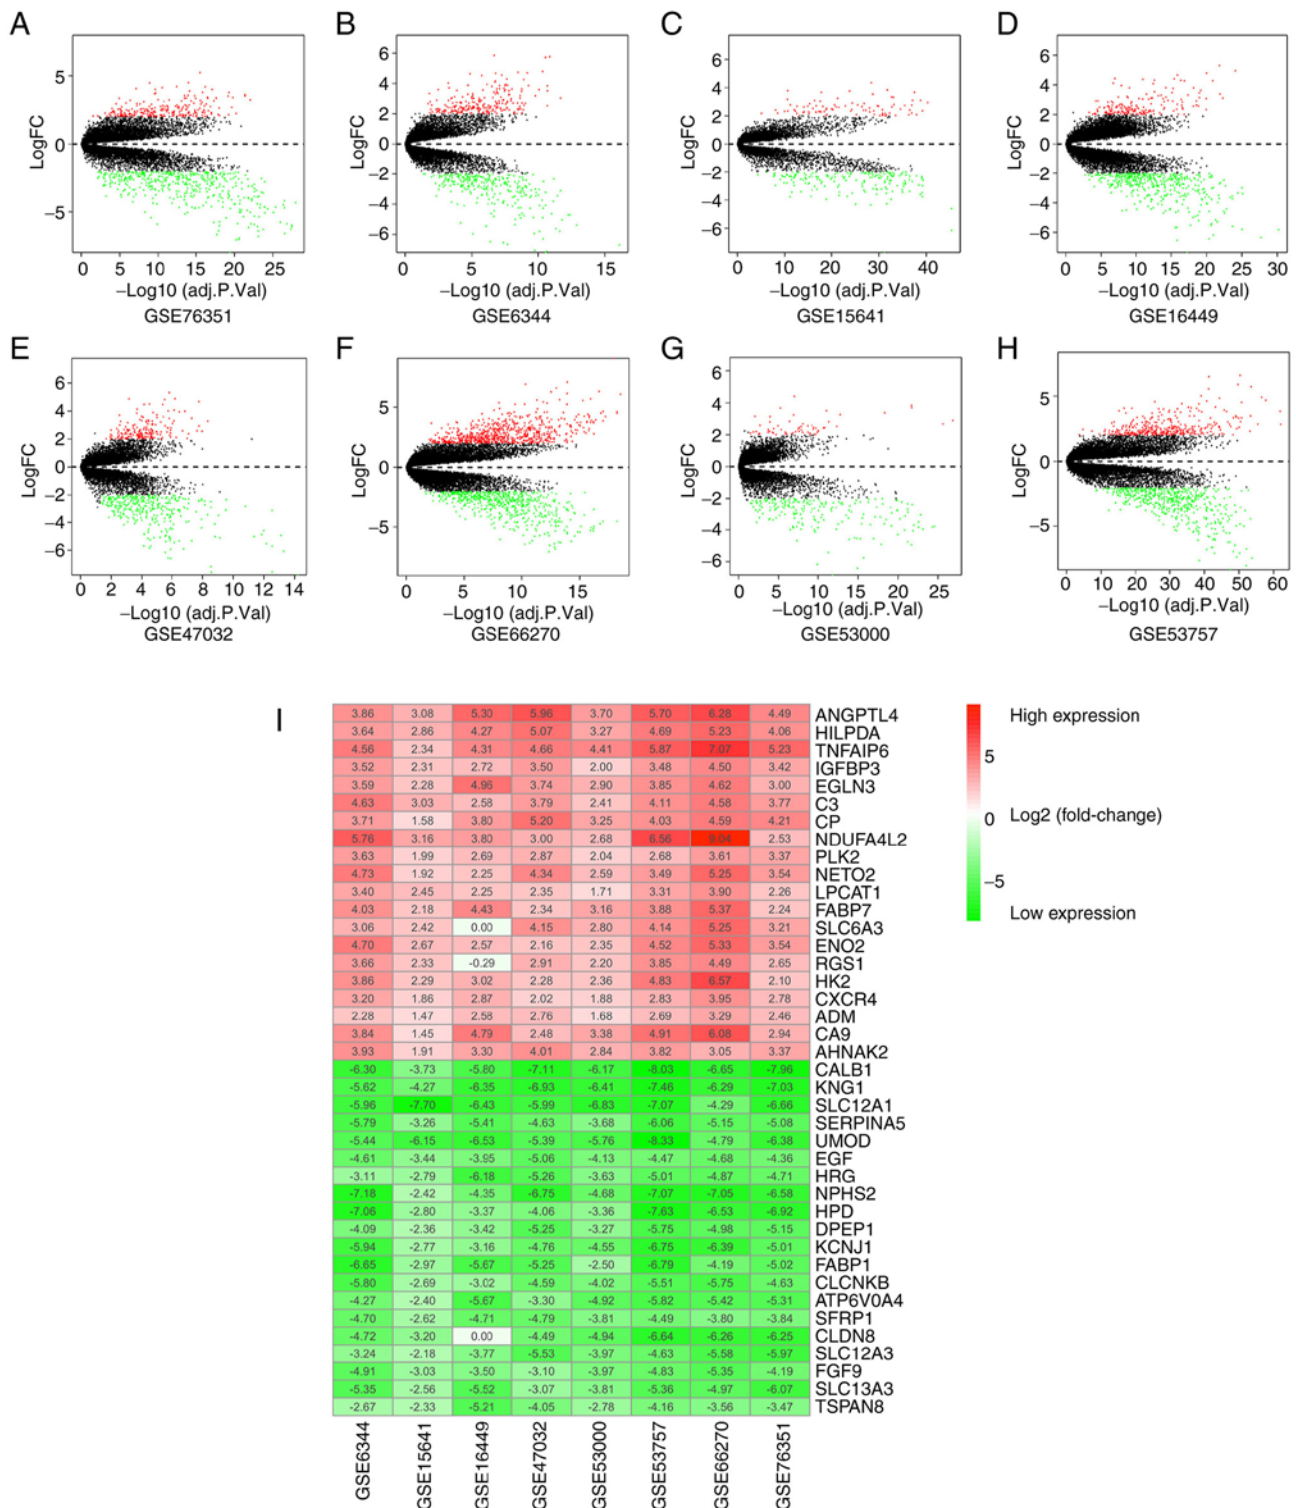 A
B
C
D
5
0
−5
LogFC
0 5 10 15 20 25
−Log10 (adj.P.Val)
GSE76351
6
4
2
0
−2
−4
−6
LogFC
0 5 10 15
−Log10 (adj.P.Val)
GSE6344
6
4
2
0
−2
−4
−6
LogFC
0 10 20 30 40
−Log10 (adj.P.Val)
GSE15641
6
4
2
0
−2
−4
−6
LogFC
0 5 10 15 20 25 30
−Log10 (adj.P.Val)
GSE16449
E
F
G
H
6
4
2
0
−2
−4
−6
LogFC
0 2 4 6 8 10 12 14
−Log10 (adj.P.Val)
GSE47032
5
0
−5
LogFC
0 5 10 15
−Log10 (adj.P.Val)
GSE66270
6
4
2
0
−2
−4
−6
LogFC
0 5 10 15 20 25
−Log10 (adj.P.Val)
GSE53000
5
0
−5
LogFC
0 10 20 30 40 50 60
−Log10 (adj.P.Val)
GSE53757
I
3.86 3.08 5.30 5.96 3.70 5.70 6.28 4.49 ANGPTL4
3.64 2.86 4.27 5.07 3.27 4.69 5.23 4.06 HILPDA
4.56 2.34 4.31 4.66 4.41 5.87 7.07 5.23 TNFAIP6
3.52 2.31 2.72 3.50 2.00 3.48 4.50 3.42 IGFBP3
3.59 2.28 4.96 3.74 2.90 3.85 4.62 3.00 EGLN3
4.63 3.03 2.58 3.79 2.41 4.11 4.58 3.77 C3
3.71 1.58 3.80 5.20 3.25 4.03 4.59 4.21 CP
5.76 3.16 3.80 3.00 2.68 6.56 9.04 2.53 NDUFA4L2
3.63 1.99 2.69 2.87 2.04 2.68 3.61 3.37 PLK2
4.73 1.92 2.25 4.34 2.59 3.49 5.25 3.54 NETO2
3.40 2.45 2.25 2.35 1.71 3.31 3.90 2.26 LPCAT1
4.03 2.18 4.43 2.34 3.16 3.88 5.37 2.24 FABP7
3.06 2.42 0.00 4.15 2.80 4.14 5.25 3.21 SLC6A3
4.70 2.67 2.57 2.16 2.35 4.52 5.33 3.54 ENO2
3.66 2.33 -0.29 2.91 2.20 3.85 4.49 2.65 RGS1
3.86 2.29 3.02 2.28 2.36 4.83 6.57 2.10 HK2
3.20 1.86 2.87 2.02 1.88 2.83 3.95 2.78 CXCR4
2.28 1.47 2.58 2.76 1.68 2.69 3.29 2.46 ADM
3.84 1.45 4.79 2.48 3.38 4.91 6.08 2.94 CA9
3.93 1.91 3.30 4.01 2.84 3.82 3.05 3.37 AHNAK2
-6.30 -3.73 -5.80 -7.11 -6.17 -8.03 -6.65 -7.96 CALB1
-5.62 -4.27 -6.35 -6.93 -6.41 -7.46 -6.29 -7.03 KNG1
-5.96 -7.70 -6.43 -5.99 -6.83 -7.07 -4.29 -6.66 SLC12A1
-5.79 -3.26 -5.41 -4.63 -3.68 -6.06 -5.15 -5.08 SERPINA5
-5.44 -6.15 -6.53 -5.39 -5.76 -8.33 -4.79 -6.38 UMOD
-4.61 -3.44 -3.95 -5.06 -4.13 -4.47 -4.68 -4.36 EGF
-3.11 -2.79 -6.18 -5.26 -3.63 -5.01 -4.87 -4.71 HRG
-7.18 -2.42 -4.35 -6.75 -4.68 -7.07 -7.05 -6.58 NPHS2
-7.06 -2.80 -3.37 -4.06 -3.36 -7.63 -6.53 -6.92 HPD
-4.09 -2.36 -3.42 -5.25 -3.27 -5.75 -4.98 -5.15 DPEP1
-5.94 -2.77 -3.16 -4.76 -4.55 -6.75 -6.39 -5.01 KCNJ1
-6.65 -2.97 -5.67 -5.25 -2.50 -6.79 -4.19 -5.02 FABP1
-5.80 -2.69 -3.02 -4.59 -4.02 -5.51 -5.75 -4.63 CLCNKB
-4.27 -2.40 -5.67 -3.30 -4.92 -5.82 -5.42 -5.31 ATP6V0A4
-4.70 -2.62 -4.71 -4.79 -3.81 -4.49 -3.80 -3.84 SFRP1
-4.72 -3.20 0.00 -4.49 -4.94 -6.64 -6.26 -6.25 CLDN8
-3.24 -2.18 -3.77 -5.53 -3.97 -4.63 -5.58 -5.97 SLC12A3
-4.91 -3.03 -3.50 -3.10 -3.97 -4.83 -5.35 -4.19 FGF9
-5.35 -2.56 -5.52 -3.07 -3.81 -5.36 -4.97 -6.07 SLC13A3
-2.67 -2.33 -5.21 -4.05 -2.78 -4.16 -3.56 -3.47 TSPAN8
GSE6344
GSE15641
GSE16449
GSE47032
GSE53000
GSE53757
GSE66270
GSE76351
High expression
5
0 Log2 (fold-change)
−5
Low expression